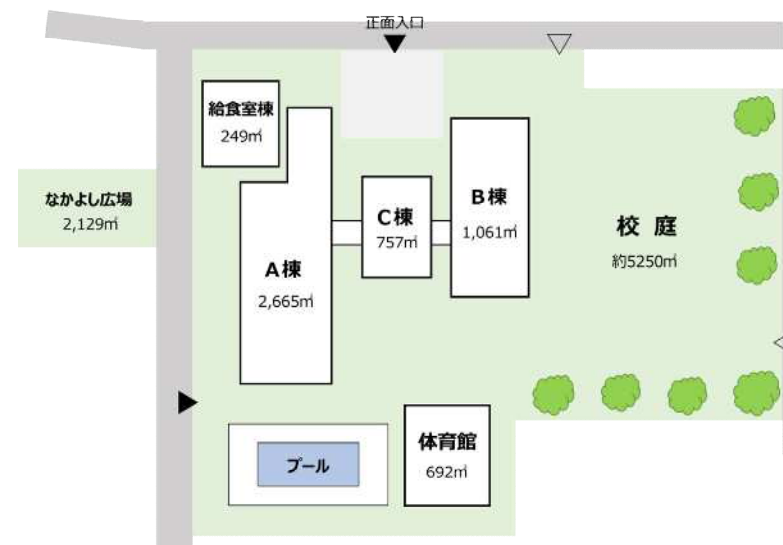 正面入口
給食室棟
249㎡
なかよし広場
2,129㎡
A棟
2,665㎡
C棟
757㎡
B棟
1,061㎡
校 庭
約5250㎡
プール
体育館
692㎡